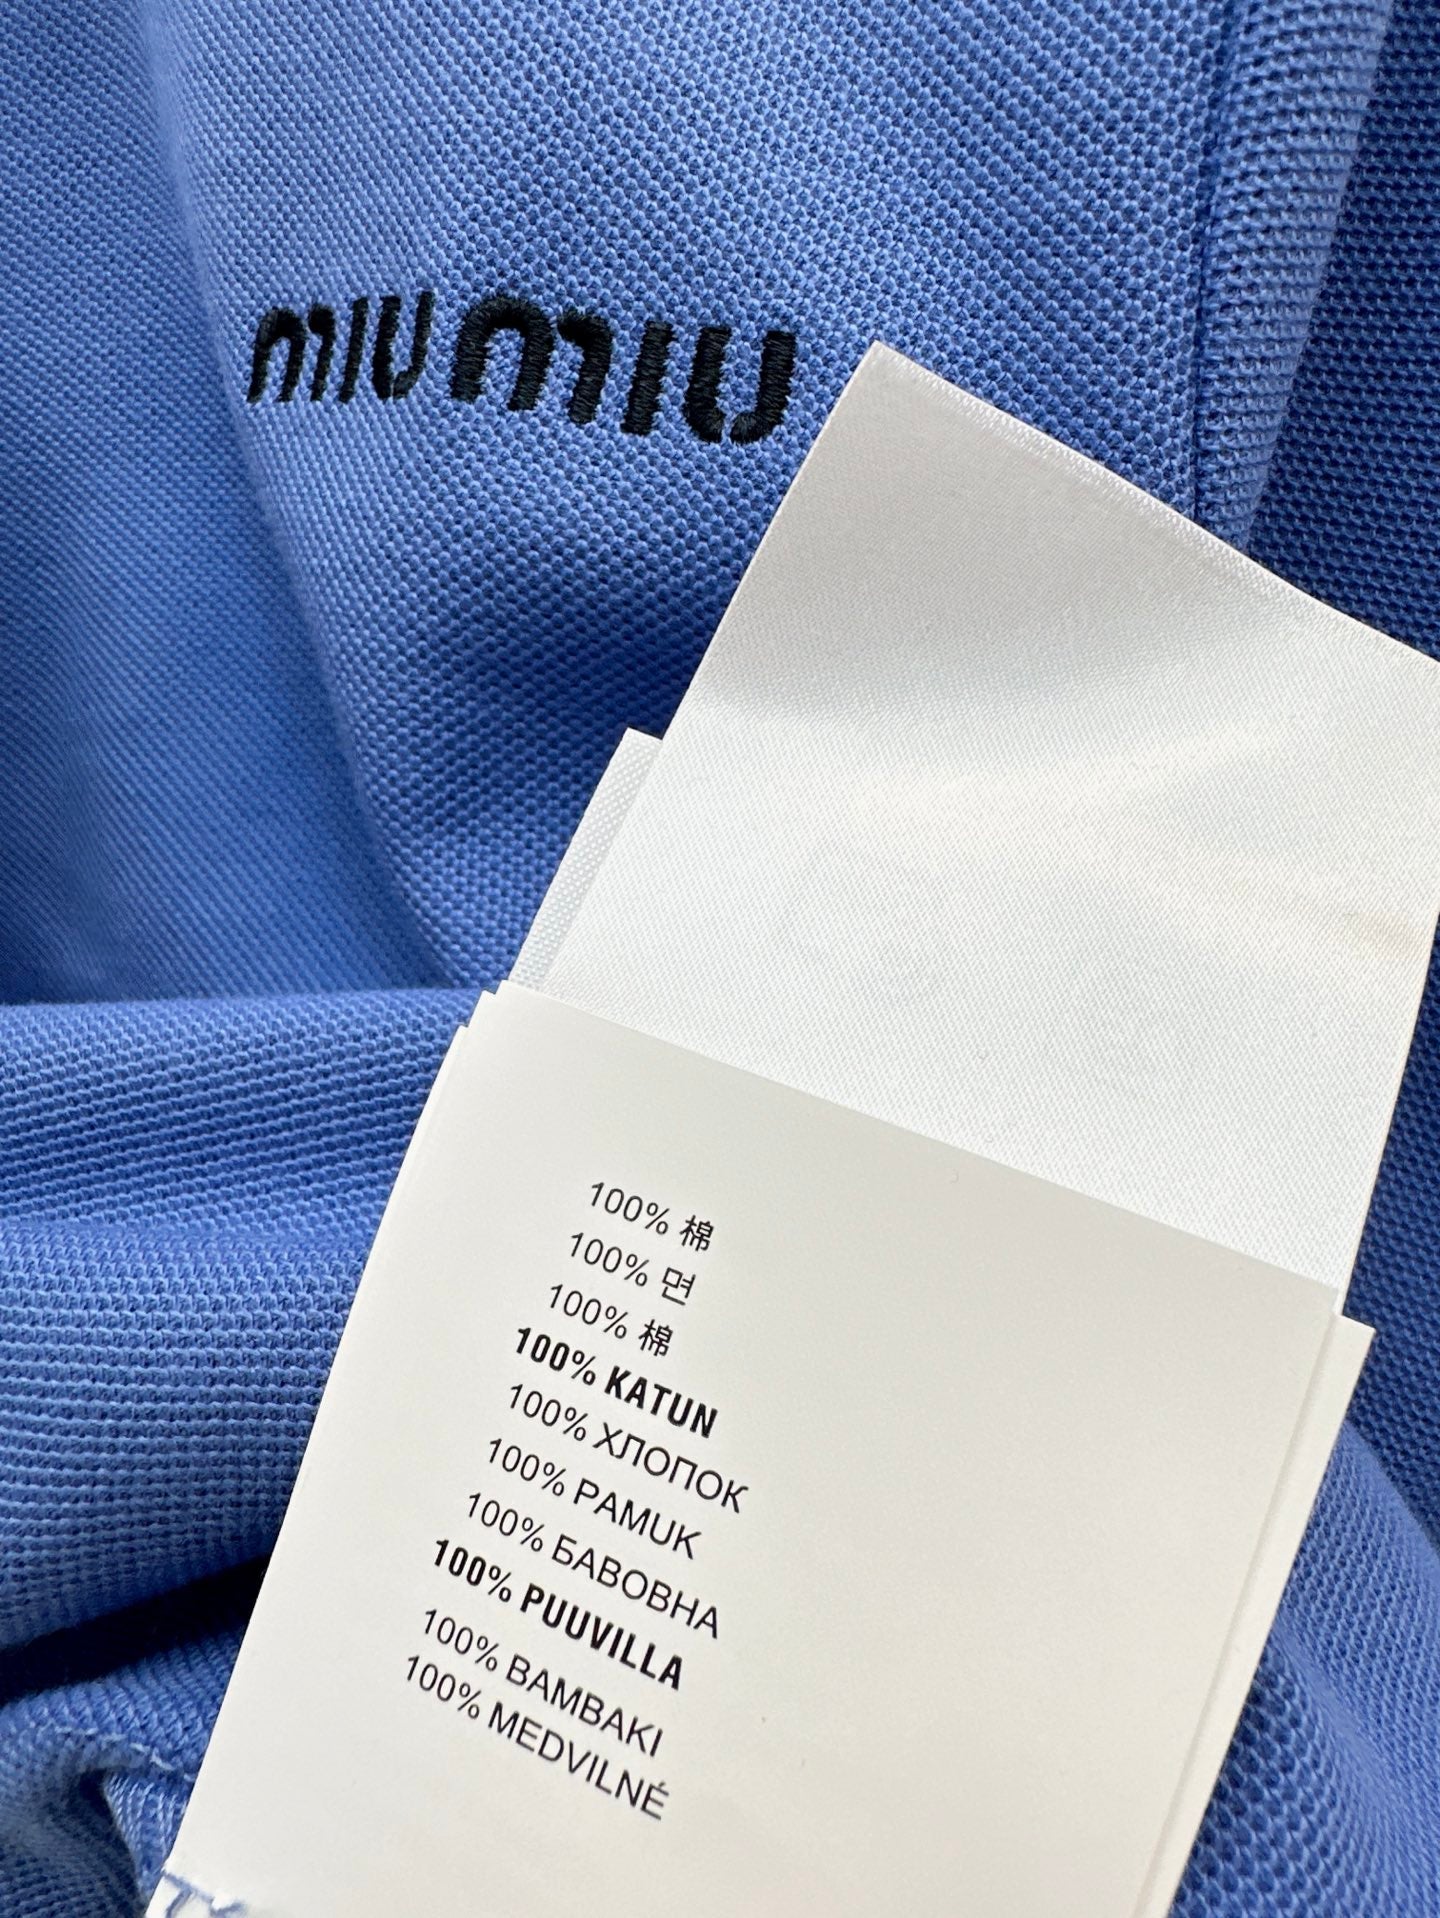 miu miu
100% 棉
100% 면
100% 棉
100% KATUN
100% ХЛОПОК
100% PAMUK
100% БАВОВНА
100% PUUVILLA
100% BAMBAKI
100% MEDVILNÉ